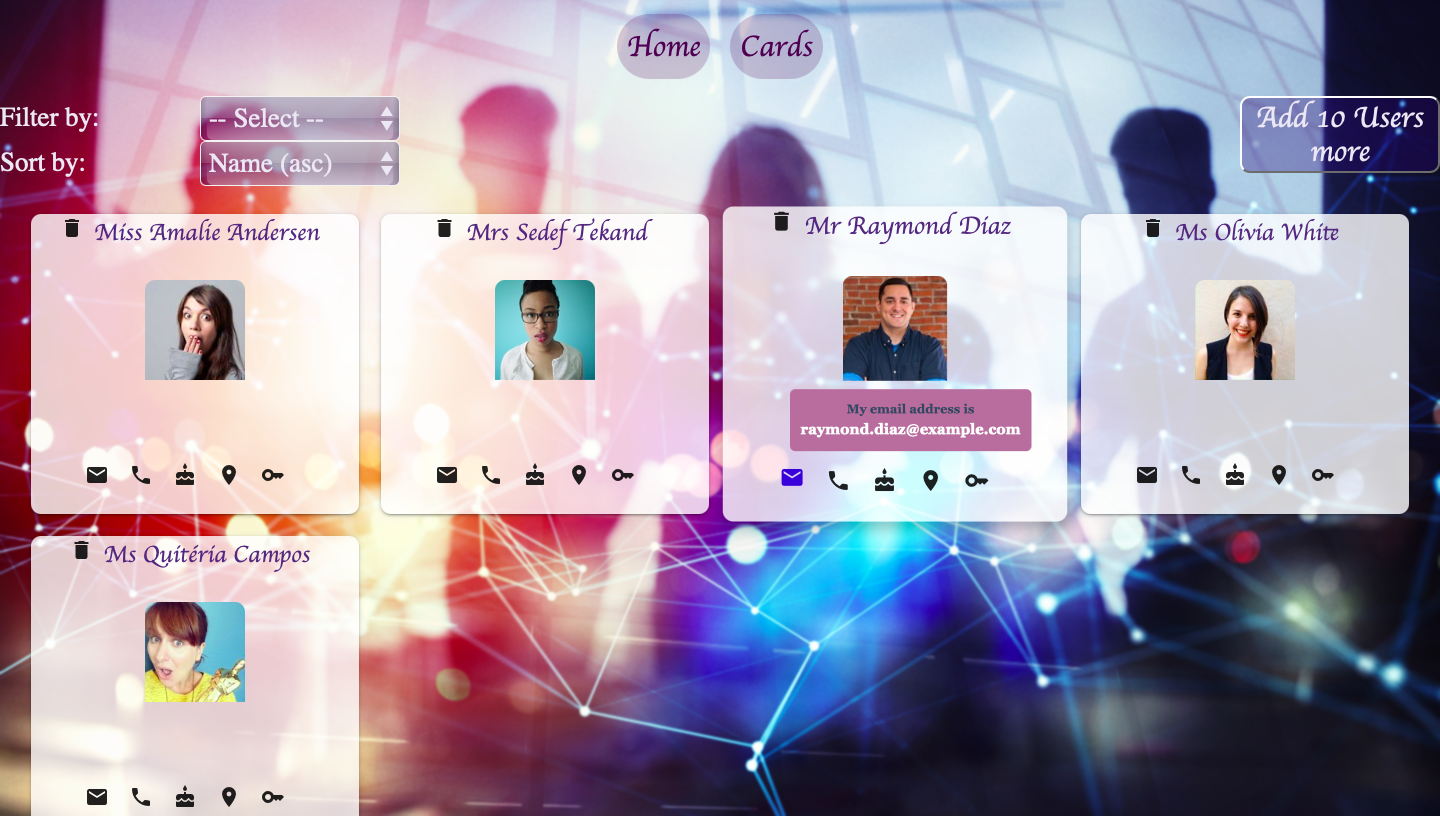 Home
Cards
Filter by:
-- Select --
Sort by:
Name (asc)
Add 10 Users
more
Miss Amalie Andersen
Mrs Sedef Tekand
Mr Raymond Diaz
Ms Olivia White
My email address is
raymond.diaz@example.com
Ms Quitéria Campos